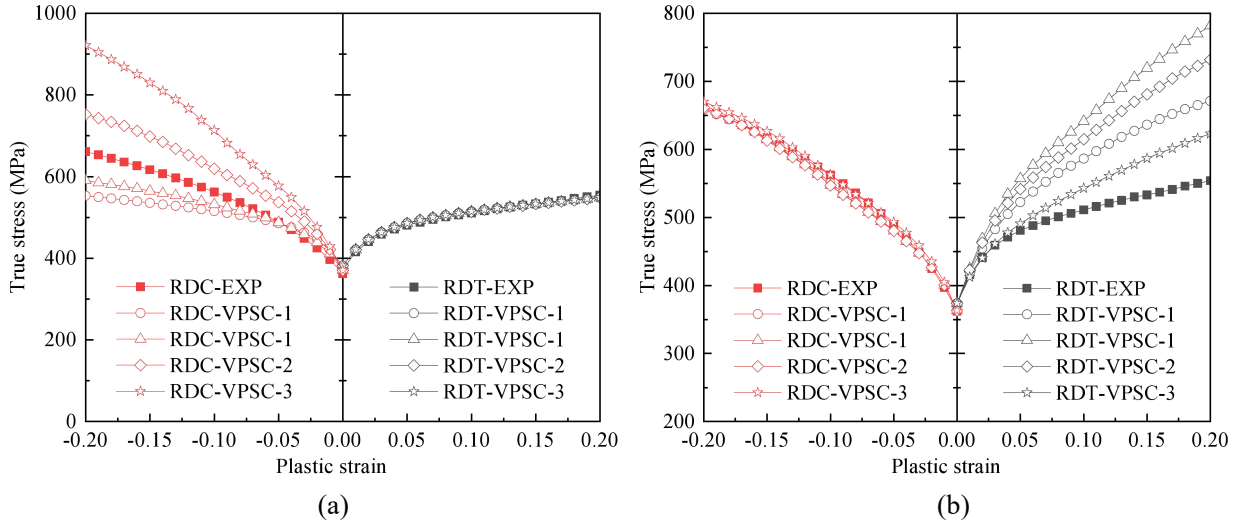 1000
800
600
400
200
0
True stress (MPa)
RDC-EXP
RDC-VPSC-1
RDC-VPSC-1
RDC-VPSC-2
RDC-VPSC-3
RDT-EXP
RDT-VPSC-1
RDT-VPSC-1
RDT-VPSC-2
RDT-VPSC-3
-0.20 -0.15 -0.10 -0.05 0.00 0.05 0.10 0.15 0.20
Plastic strain
(a)
800
700
600
500
400
300
200
True stress (MPa)
RDC-EXP
RDC-VPSC-1
RDC-VPSC-1
RDC-VPSC-2
RDC-VPSC-3
RDT-EXP
RDT-VPSC-1
RDT-VPSC-1
RDT-VPSC-2
RDT-VPSC-3
-0.20 -0.15 -0.10 -0.05 0.00 0.05 0.10 0.15 0.20
Plastic strain
(b)